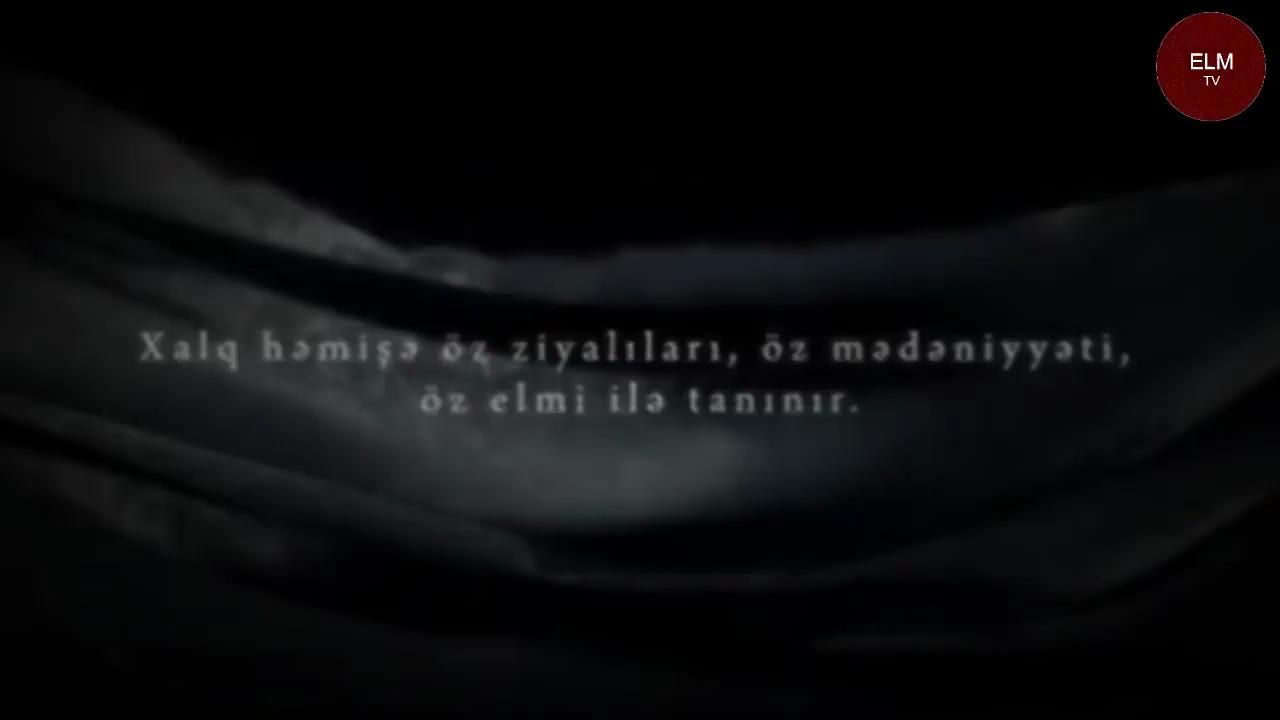 ELM
TV
Xalq həmişə öz ziyalıları, öz mədəniyyəti,
öz elmi ilə tanınır.